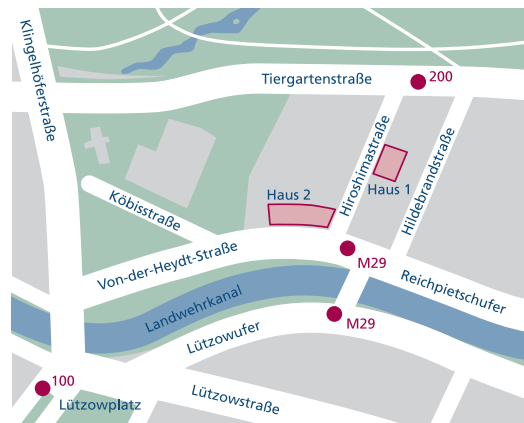 Klingelhöferstraße
Tiergartenstraße
200
Hiroshimastraße
Haus 1
Hildebrandstraße
Haus 2
Köbisstraße
Von-der-Heydt-Straße
M29
Reichpietschufer
Landwehrkanal
M29
Lützowufer
100
Lützowplatz
Lützowstraße